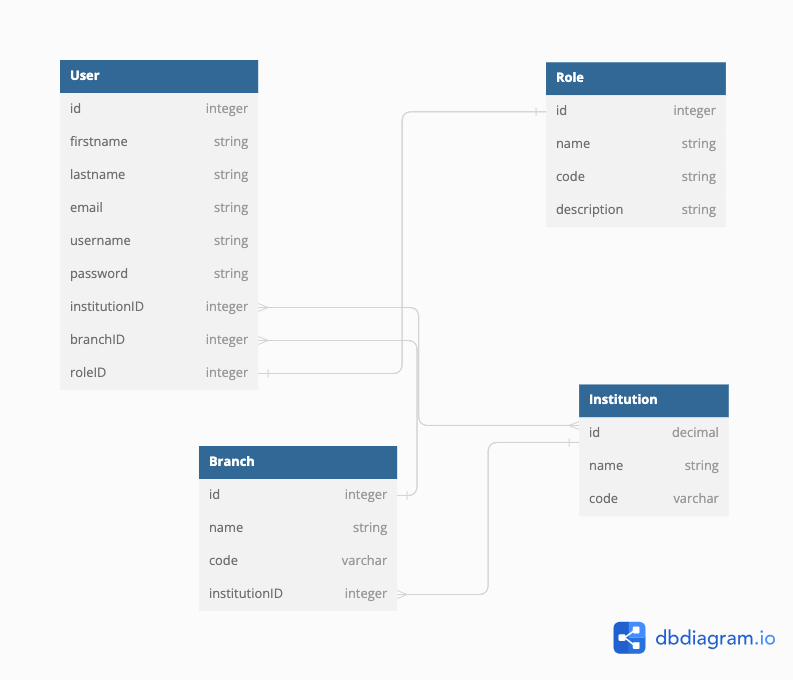 User
id integer
firstname string
lastname string
email string
username string
password string
institutionID integer
branchID integer
roleID integer
Role
id integer
name string
code string
description string
Institution
id decimal
name string
code varchar
Branch
id integer
name string
code varchar
institutionID integer
dbdiagram.io